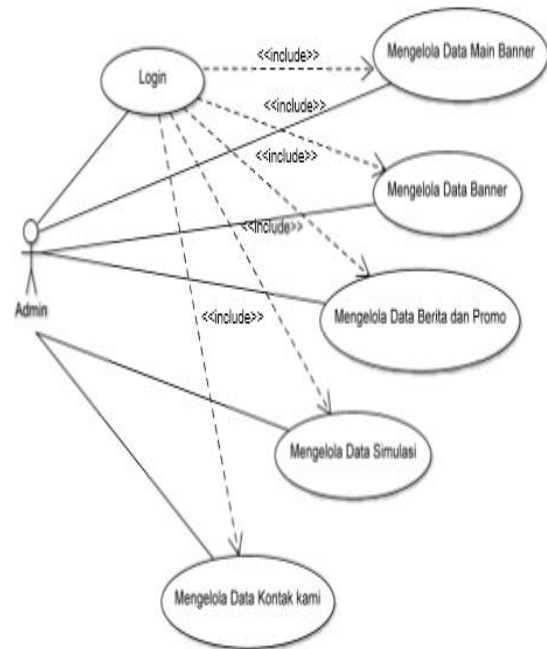 <<include>>
Mengelola Data Main Banner
Login
<<include>>
<<include>>
Mengelola Data Banner
<<include>>
Admin
<<include>>
Mengelola Data Berita dan Promo
Mengelola Data Simulasi
Mengelola Data Kontak kami